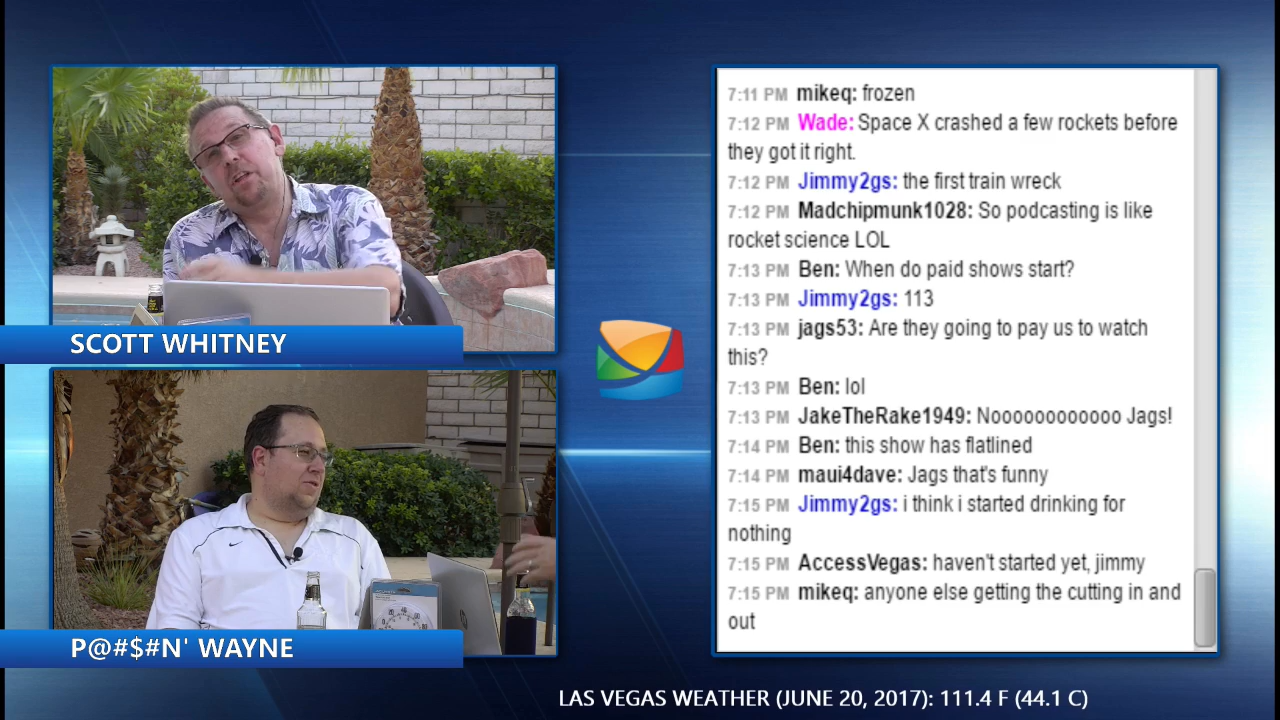 SCOTT WHITNEY
P@#$#N' WAYNE
7:11 PM mikeq: frozen
7:12 PM Wade: Space X crashed a few rockets before
they got it right.
7:12 PM Jimmy2gs: the first train wreck
7:12 PM Madchipmunk1028: So podcasting is like
rocket science LOL
7:13 PM Ben: When do paid shows start?
7:13 PM Jimmy2gs: 113
7:13 PM jags53: Are they going to pay us to watch
this?
7:13 PM Ben: lol
7:13 PM JakeTheRake1949: Noooooooooooo Jags!
7:14 PM Ben: this show has flatlined
7:14 PM maui4dave: Jags that's funny
7:15 PM Jimmy2gs: i think i started drinking for
nothing
7:15 PM AccessVegas: haven't started yet, jimmy
7:15 PM mikeq: anyone else getting the cutting in and
out
LAS VEGAS WEATHER (JUNE 20, 2017): 111.4 F (44.1 C)